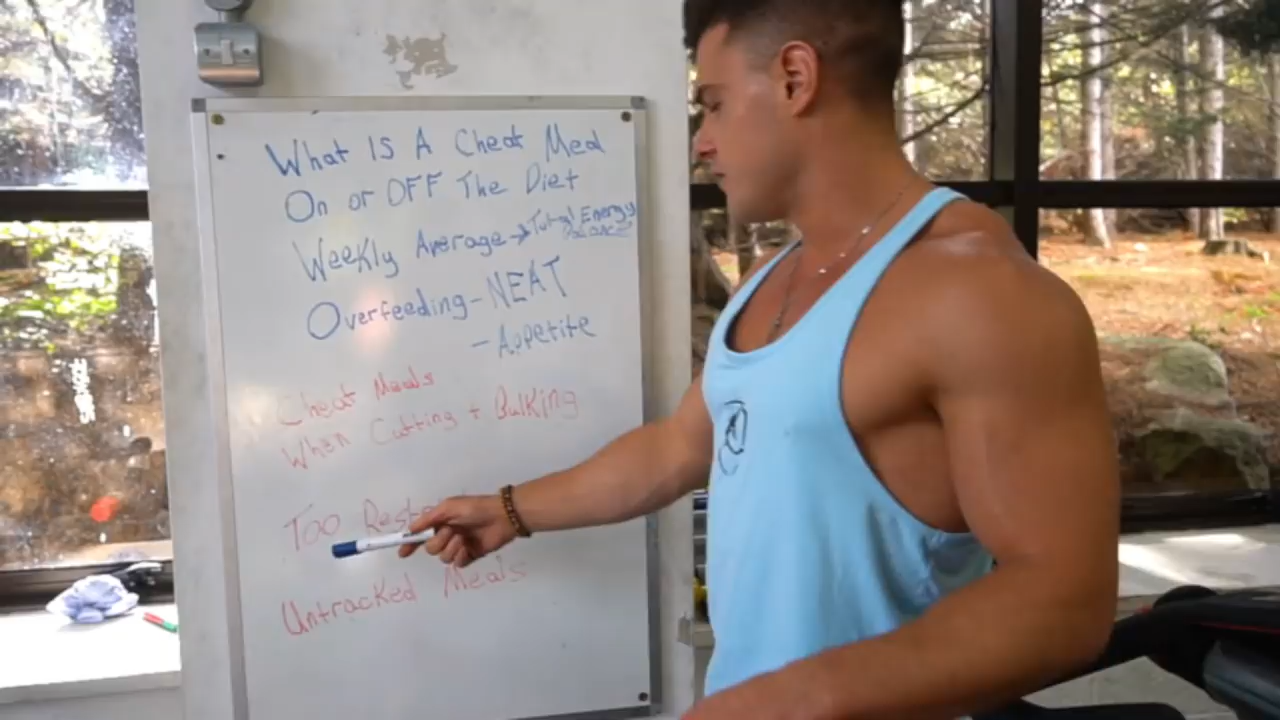 What IS A Cheat Meal
On or OFF The Diet
Weekly Average → Total Energy
Balance
Overfeeding - NEAT
- Appetite
Cheat Meals
When Cutting + Bulking
Too
Untracked Meals